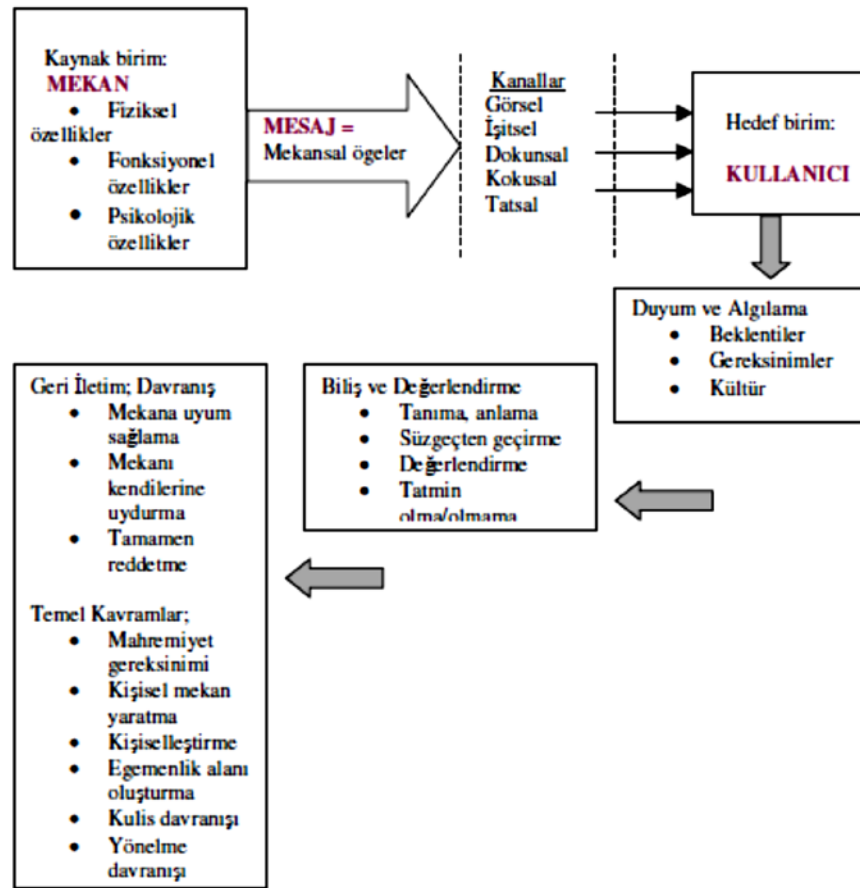 Kaynak birim:
MEKAN
• Fiziksel
özellikler
• Fonksiyonel
özellikler
• Psikolojik
özellikler
MESAJ =
Mekansal ögeler
Kanallar
Görsel
İşitsel
Dokunsal
Kokusal
Tatsal
Hedef birim:
KULLANICI
Duyum ve Algılama
• Beklentiler
• Gereksinimler
• Kültür
Biliş ve Değerlendirme
• Tanıma, anlama
• Süzgeçten geçirme
• Değerlendirme
• Tatmin
olma/olmama
Geri İletim; Davranış
• Mekana uyum
sağlama
• Mekanı
kendilerine
uydurma
• Tamamen
reddetme
Temel Kavramlar;
• Mahremiyet
gereksinimi
• Kişisel mekan
yaratma
• Kişiselleştirme
• Egemenlik alanı
oluşturma
• Kulis davranışı
• Yönelme
davranışı